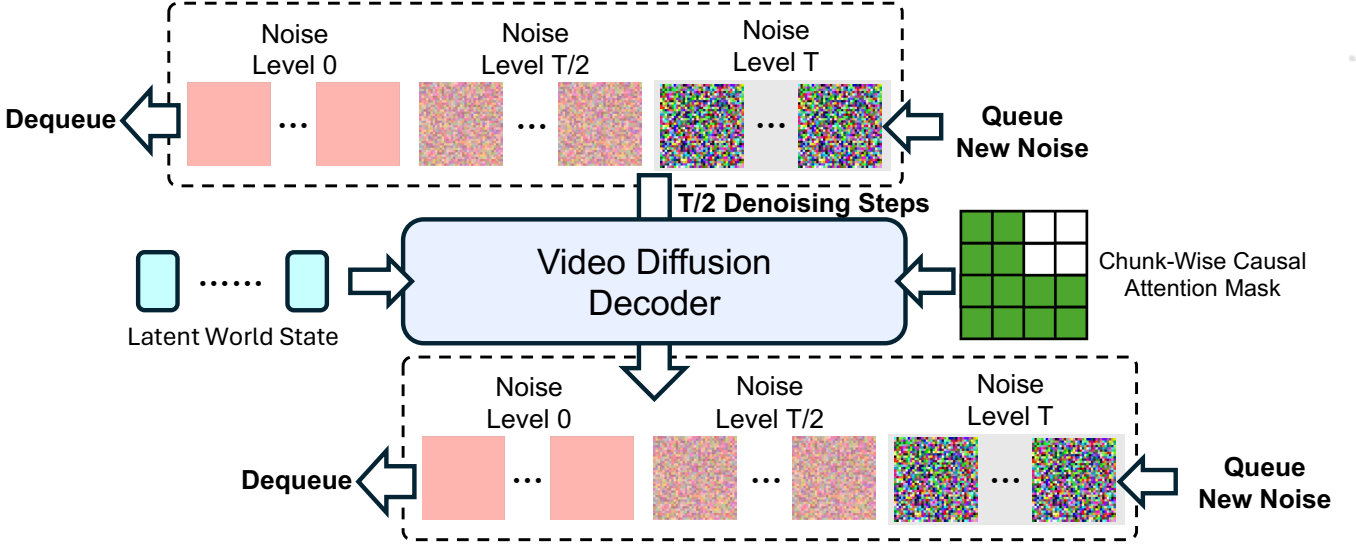 Noise
Level 0
Noise
Level T/2
Noise
Level T
Dequeue
...
...
...
Queue
New Noise
T/2 Denoising Steps
Video Diffusion
Decoder
......
Latent World State
Chunk-Wise Causal
Attention Mask
Noise
Level 0
Noise
Level T/2
Noise
Level T
Dequeue
...
...
...
Queue
New Noise